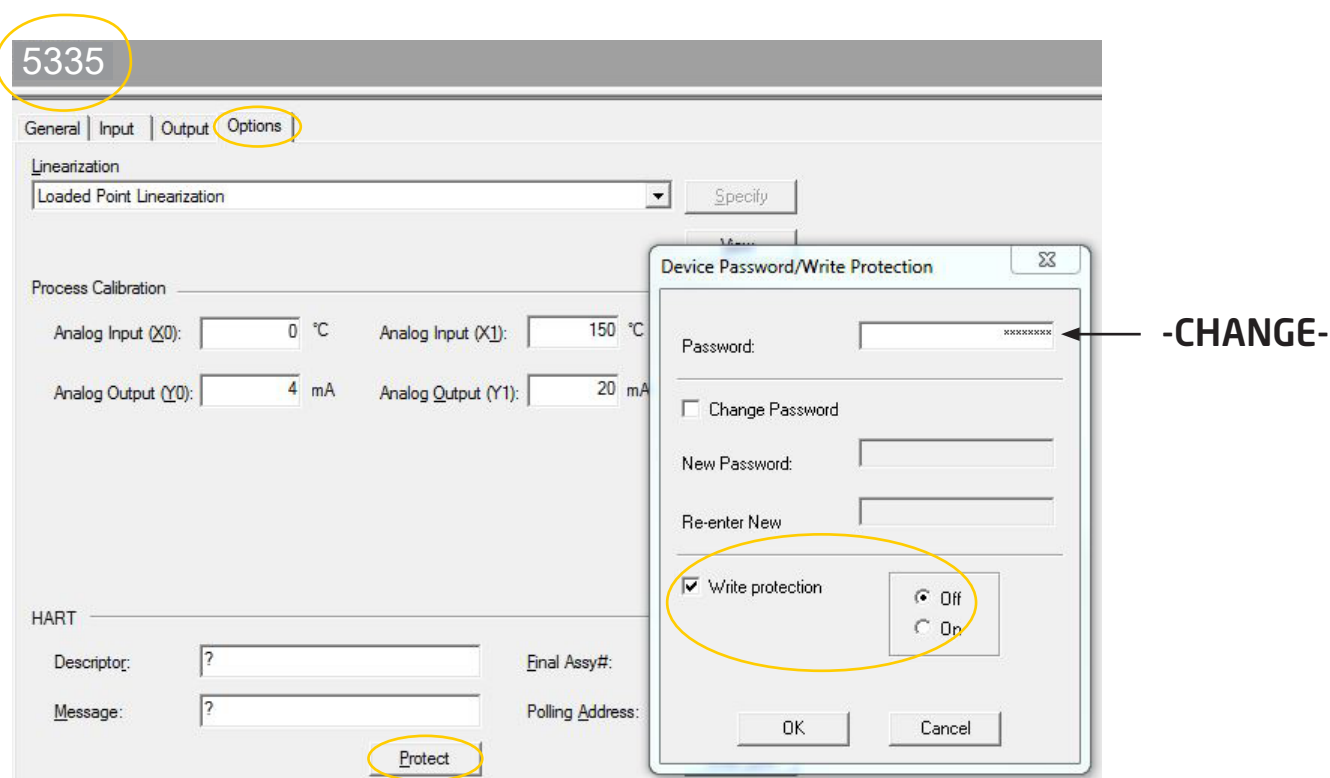 5335
General Input Output Options
Linearization
Loaded Point Linearization Specify
View
Process Calibration
Analog Input (X0): 0 °C Analog Input (X1): 150 °C
Analog Output (Y0): 4 mA Analog Output (Y1): 20 mA
HART
Descriptor: ? Final Assy#:
Message: ? Polling Address:
Protect
Device Password/Write Protection
Password: ******** -CHANGE-
Change Password
New Password:
Re-enter New
Write protection Off
On
OK Cancel